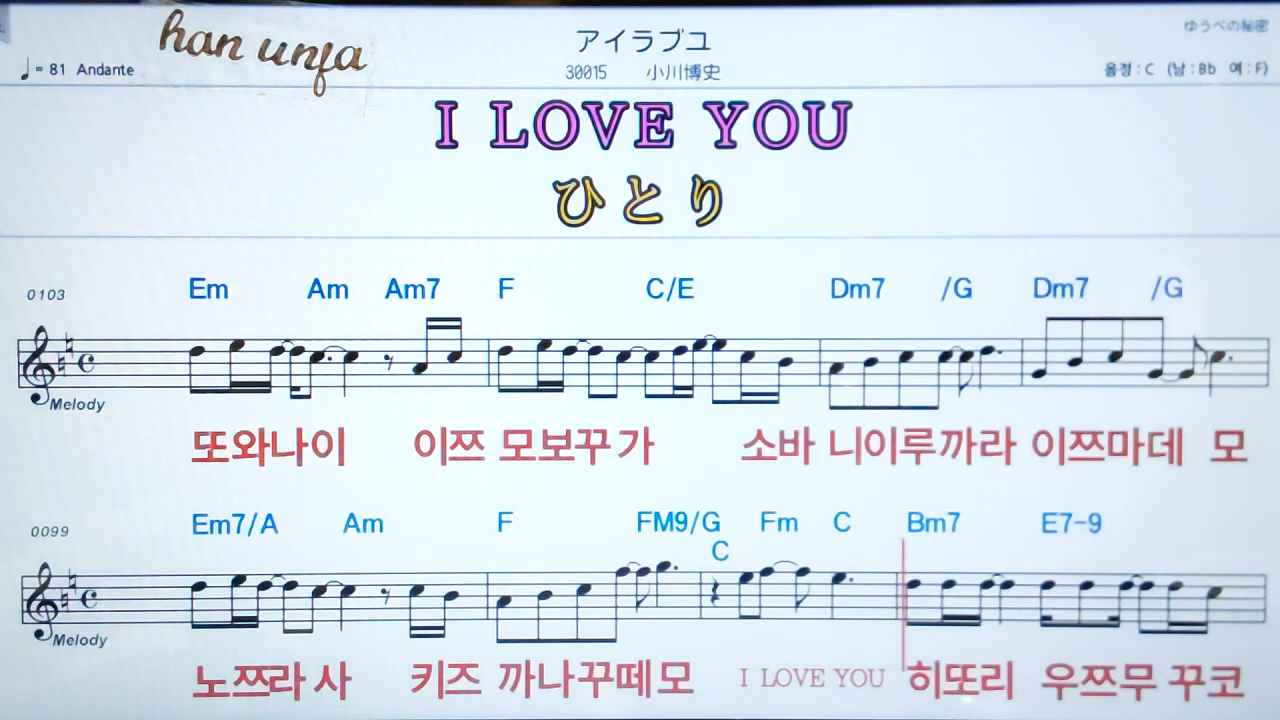 han unfa
アイラブユ
ゆうべの秘密
♩= 81 Andante
30015 小川博史
음정 : C (남 : Bb 여 : F)
I LOVE YOU
ひとり
0103 Em Am Am7 F C/E Dm7 /G Dm7 /G
Melody
또와나이 이쯔 모보꾸가 소바 니이루까라 이쯔마데 모
0099 Em7/A Am F FM9/G Fm C Bm7 E7-9
C
Melody
노쯔라 사 키즈 까나꾸떼 모 I LOVE YOU 히또리 우쯔무 꾸코